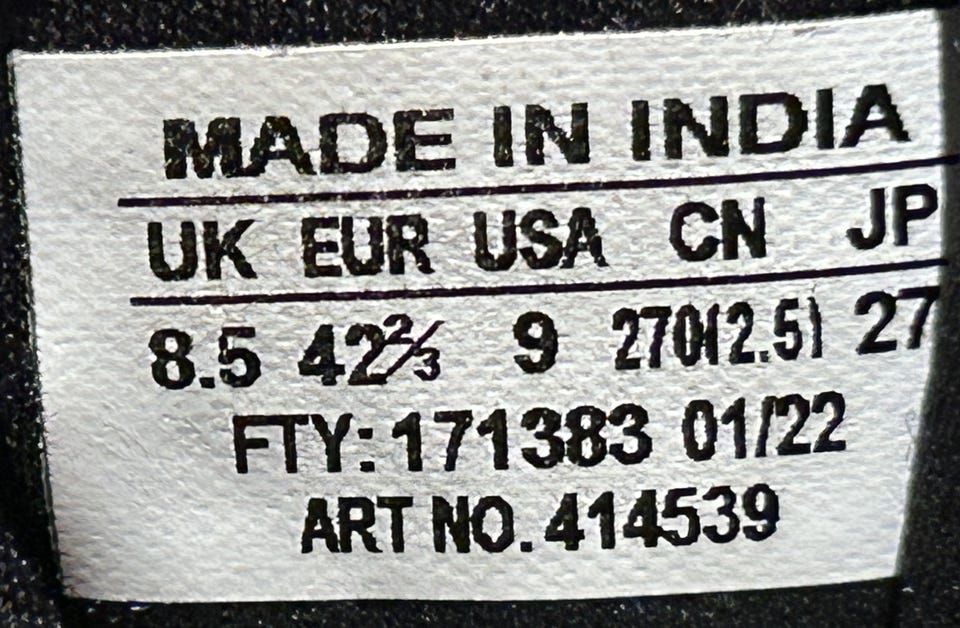 MADE IN INDIA
UK EUR USA CN JP
8.5 42⅔ 9 270(2.5) 27
FTY: 171383 01/22
ART NO. 414539